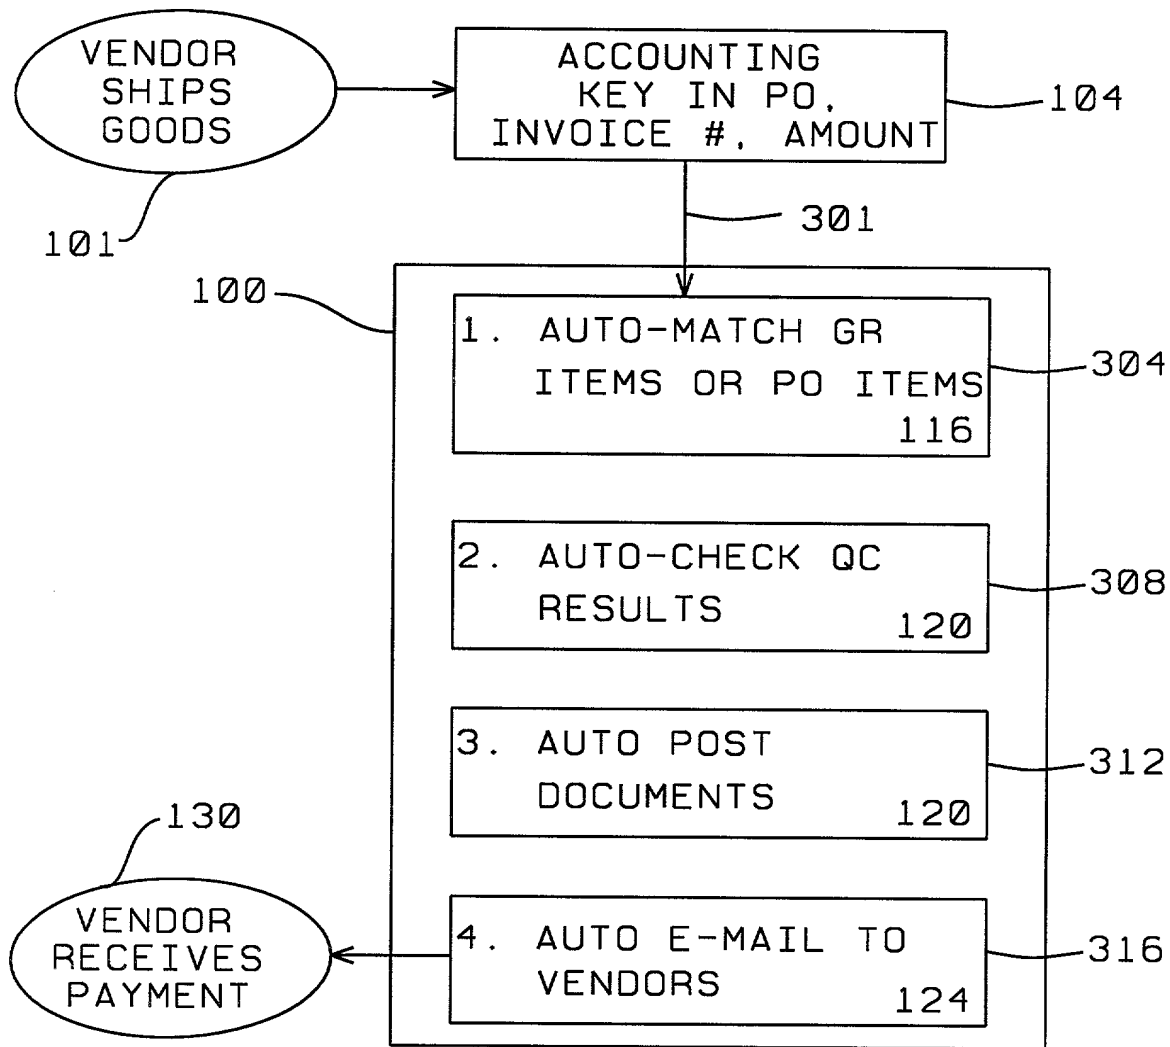 VENDOR
SHIPS
GOODS
ACCOUNTING
KEY IN PO,
INVOICE #, AMOUNT
104
101
301
100
1. AUTO-MATCH GR
ITEMS OR PO ITEMS
116
304
2. AUTO-CHECK QC
RESULTS
120
308
3. AUTO POST
DOCUMENTS
120
312
130
VENDOR
RECEIVES
PAYMENT
4. AUTO E-MAIL TO
VENDORS
124
316